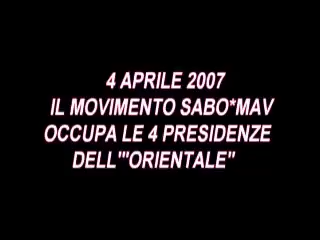 4 APRILE 2007
IL MOVIMENTO SABO*MAV
OCCUPA LE 4 PRESIDENZE
DELL'"ORIENTALE"